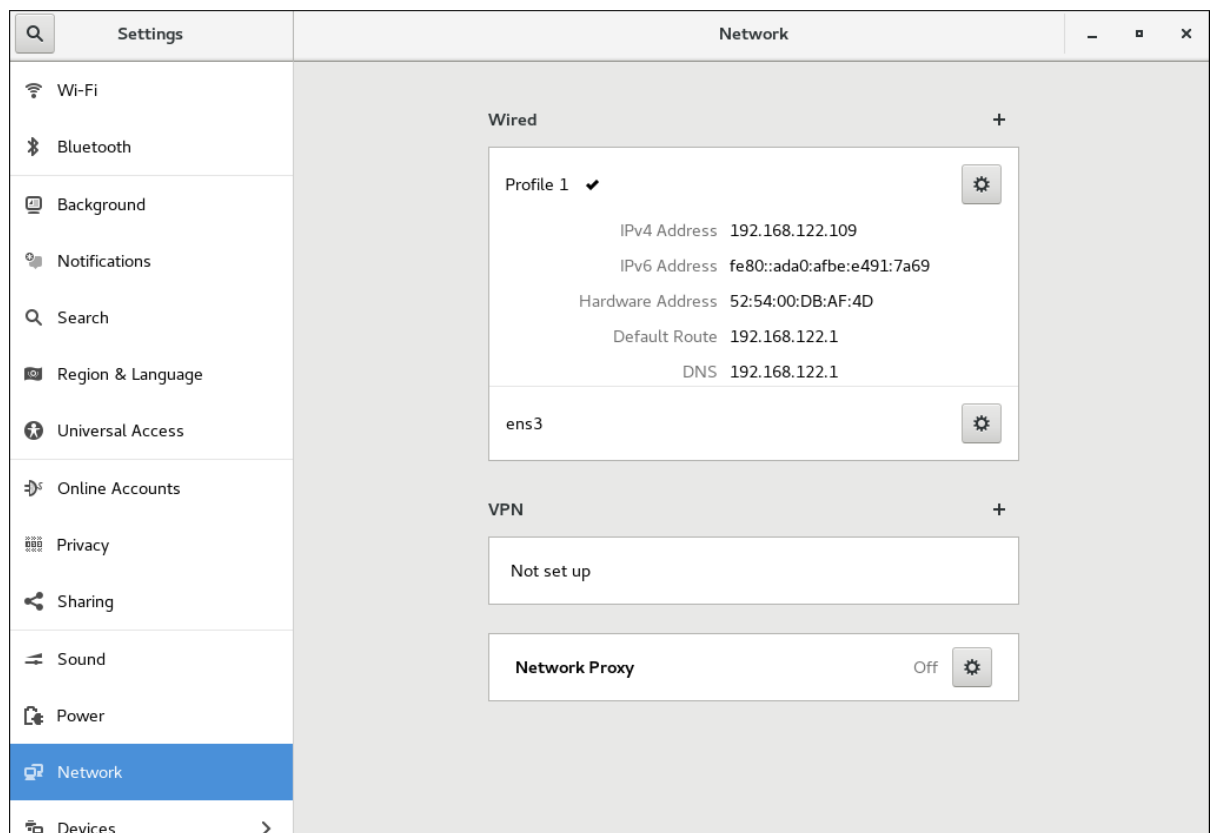 Settings
Network
Wi-Fi
Bluetooth
Background
Notifications
Search
Region & Language
Universal Access
Online Accounts
Privacy
Sharing
Sound
Power
Network
Devices
Wired
Profile 1
IPv4 Address 192.168.122.109
IPv6 Address fe80::ada0:afbe:e491:7a69
Hardware Address 52:54:00:DB:AF:4D
Default Route 192.168.122.1
DNS 192.168.122.1
ens3
VPN
Not set up
Network Proxy Off